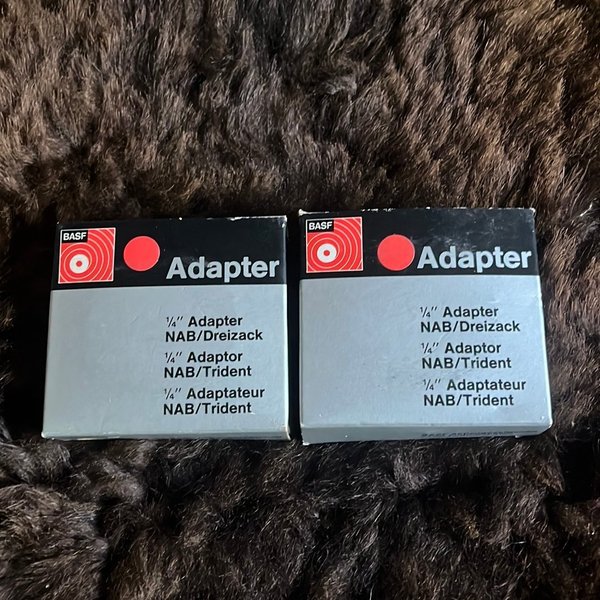 BASF
Adapter
1/4" Adapter
NAB/Dreizack
1/4" Adaptor
NAB/Trident
1/4" Adaptateur
NAB/Trident
BASF
Adapter
1/4" Adapter
NAB/Dreizack
1/4" Adaptor
NAB/Trident
1/4" Adaptateur
NAB/Trident